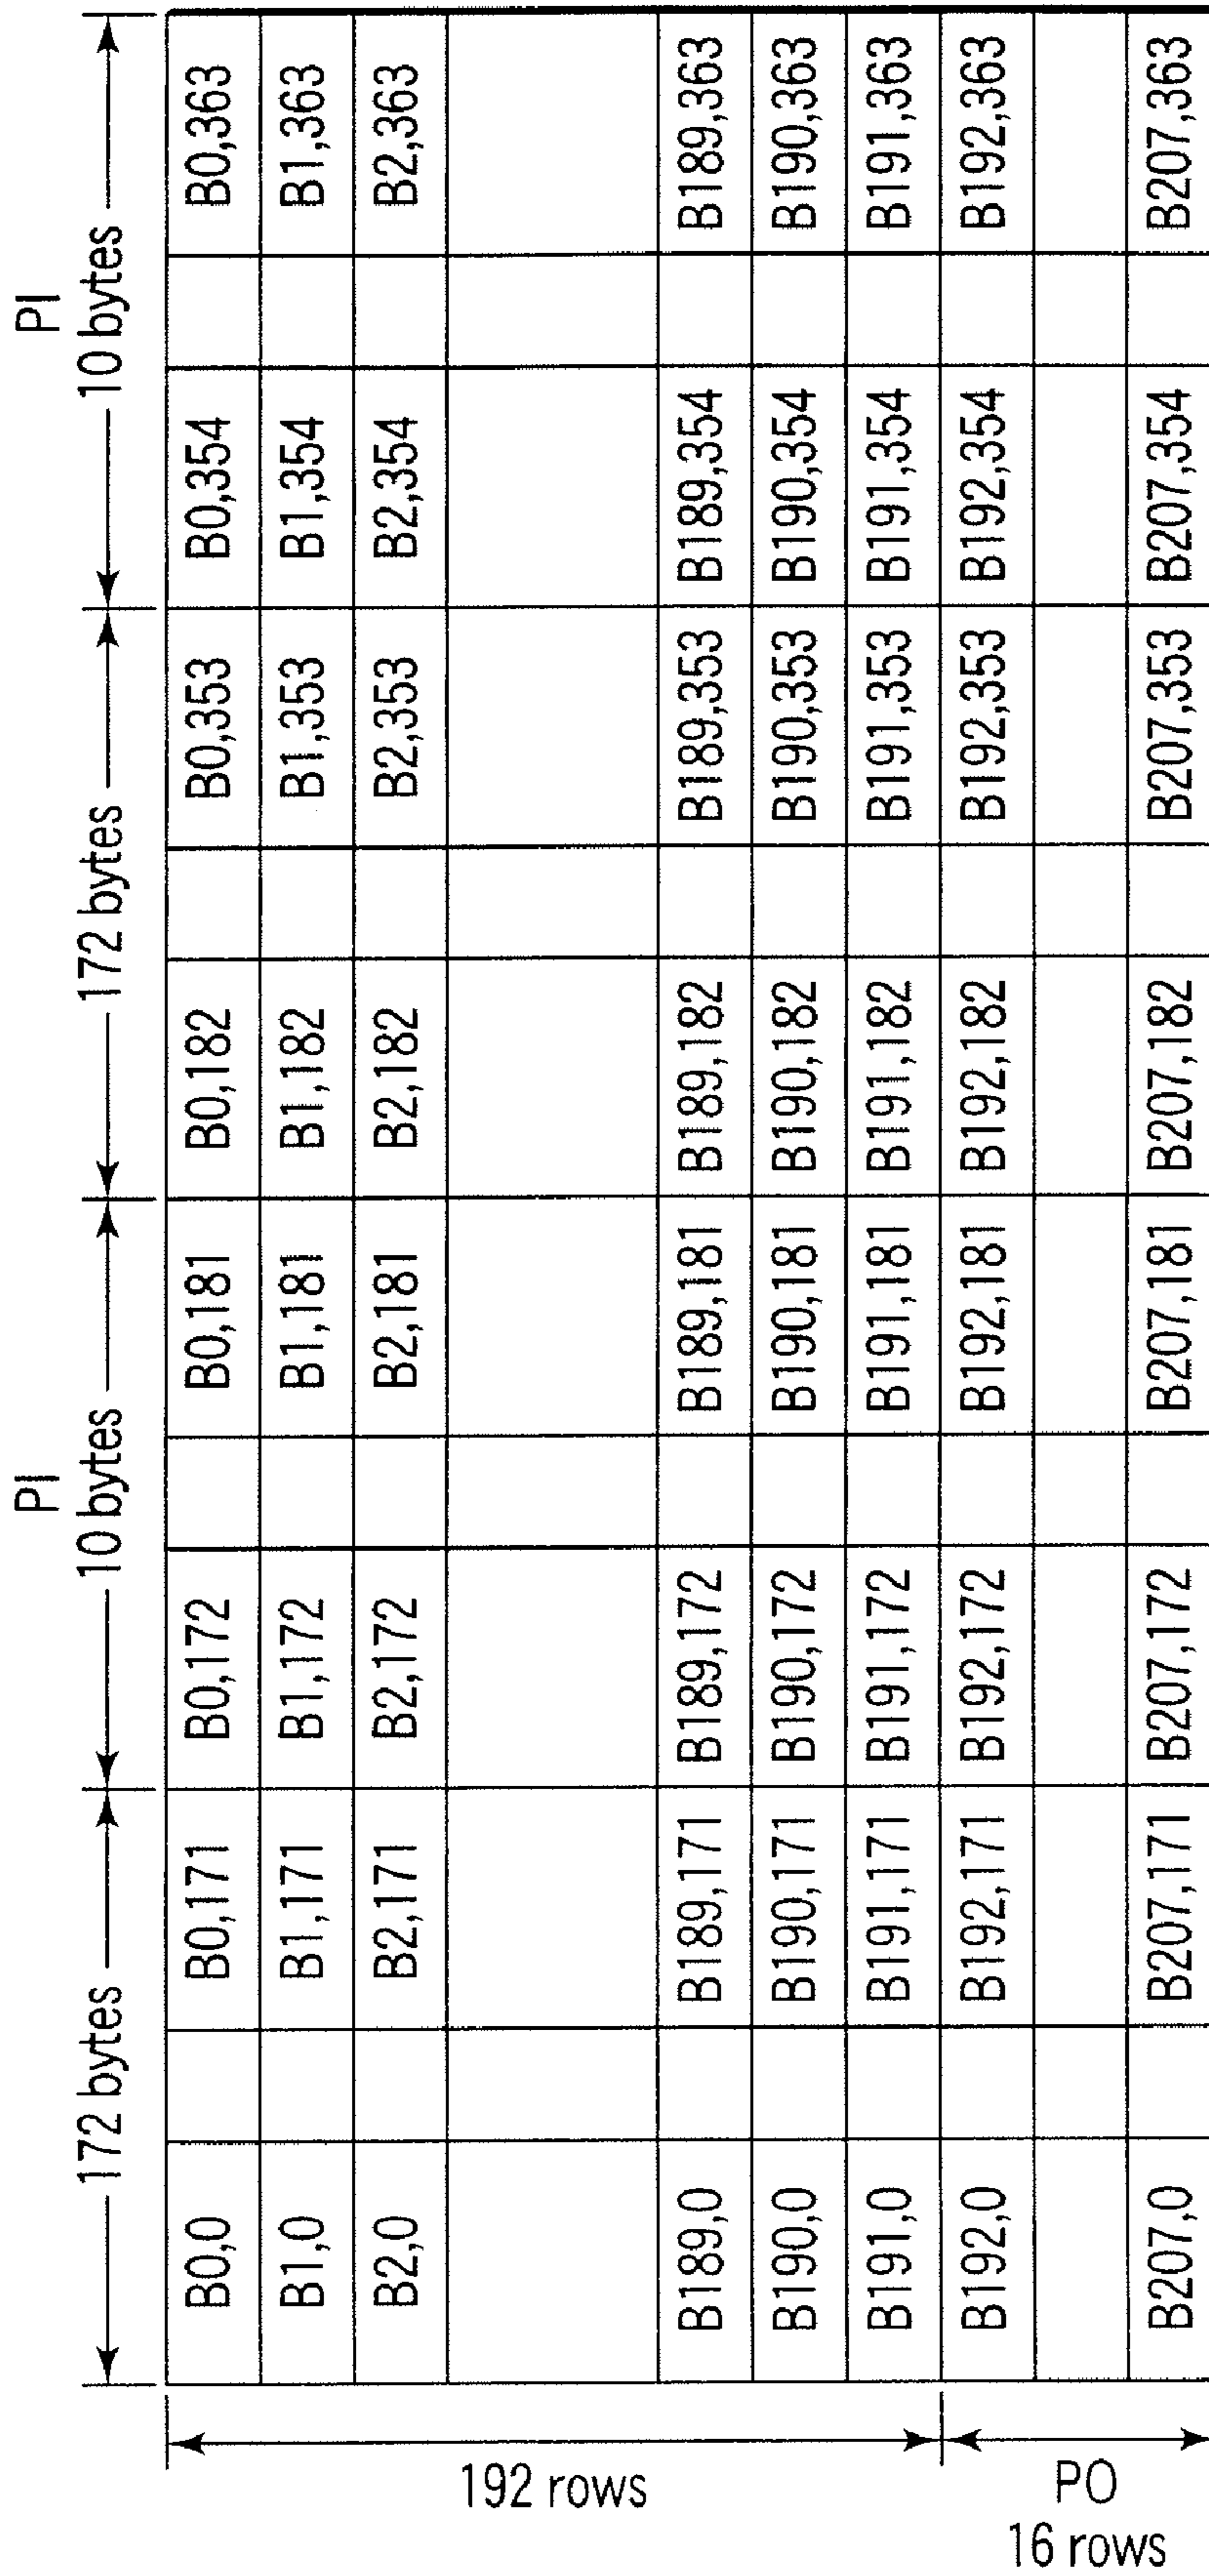 PI PI
172 bytes 10 bytes 172 bytes 10 bytes
B0,0 B0,171 B0,172 B0,181 B0,182 B0,353 B0,354 B0,363
B1,0 B1,171 B1,172 B1,181 B1,182 B1,353 B1,354 B1,363
B2,0 B2,171 B2,172 B2,181 B2,182 B2,353 B2,354 B2,363
192 rows
B189,0 B189,171 B189,172 B189,181 B189,182 B189,353 B189,354 B189,363
B190,0 B190,171 B190,172 B190,181 B190,182 B190,353 B190,354 B190,363
B191,0 B191,171 B191,172 B191,181 B191,182 B191,353 B191,354 B191,363
B192,0 B192,171 B192,172 B192,181 B192,182 B192,353 B192,354 B192,363
PO
16 rows
B207,0 B207,171 B207,172 B207,181 B207,182 B207,353 B207,354 B207,363